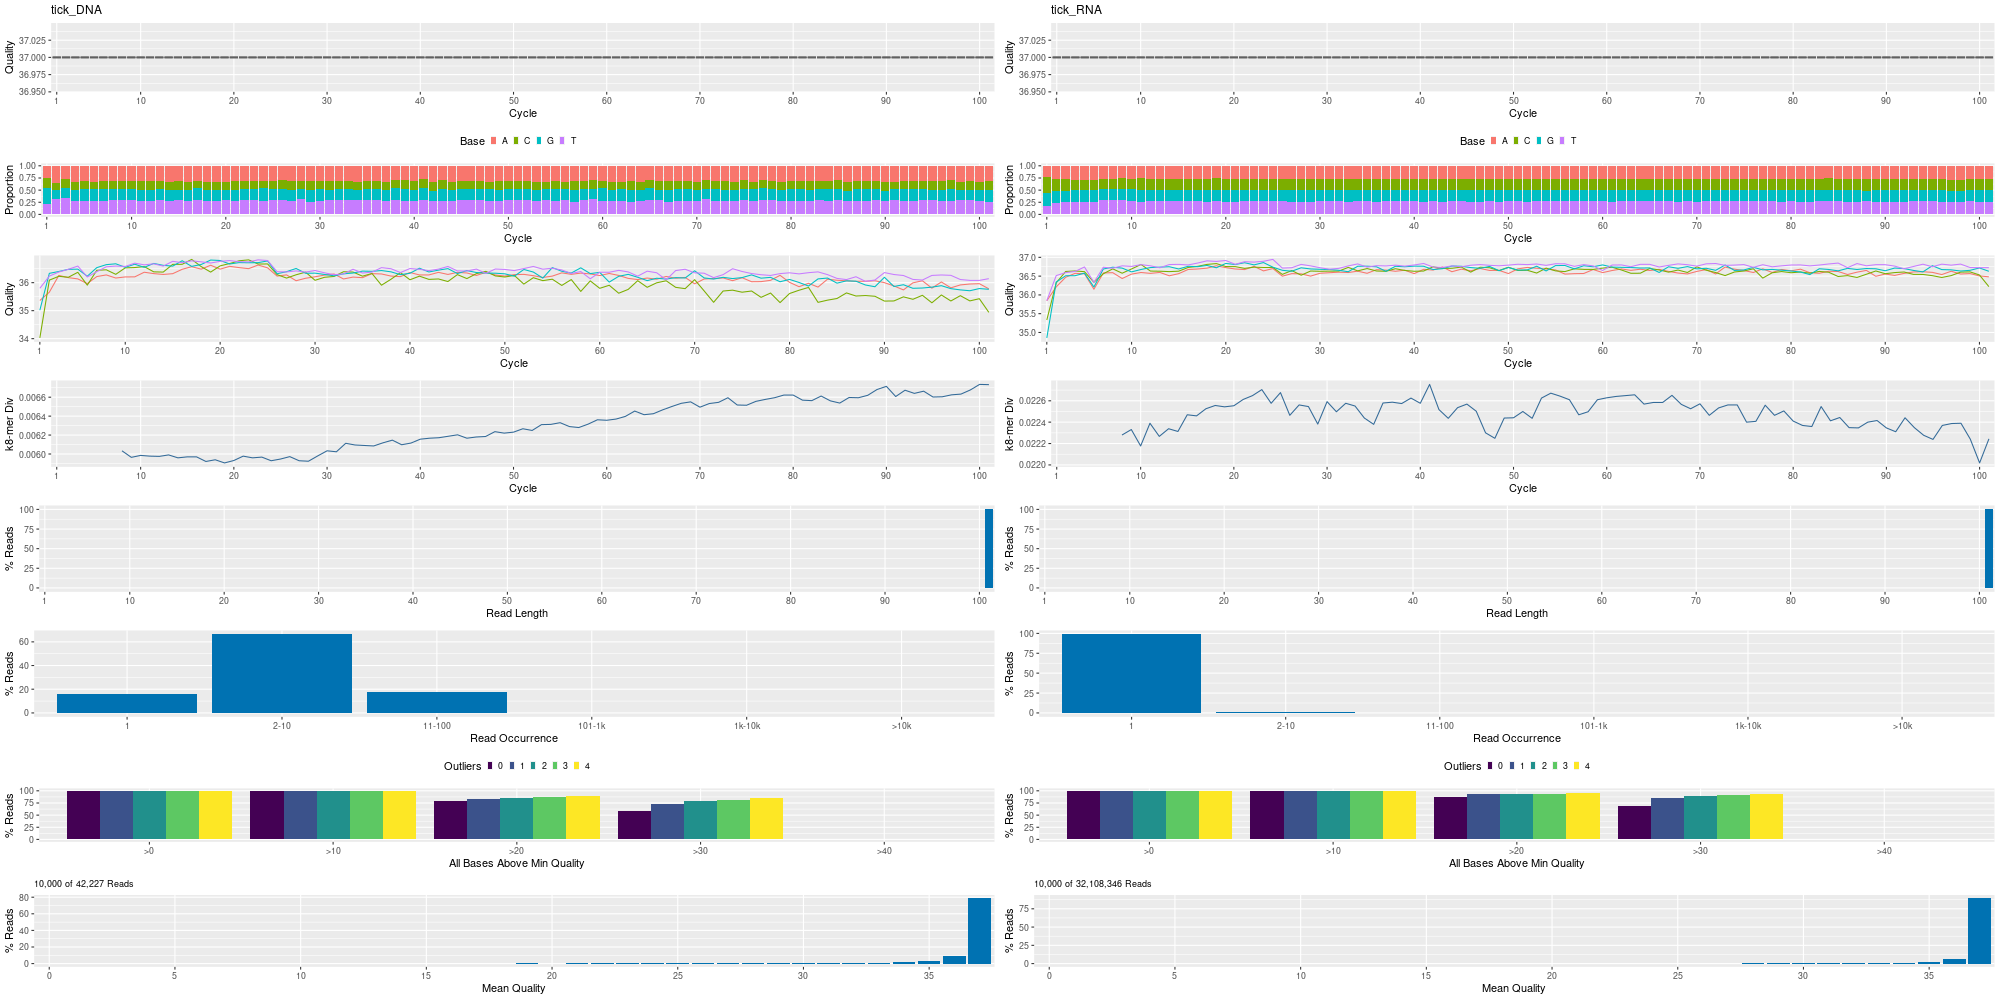 tick_DNA
Quality
37.025
37.000
36.975
36.950
1 10 20 30 40 50 60 70 80 90 100
Cycle
Base A C G T
Proportion
1.00
0.75
0.50
0.25
0.00
1 10 20 30 40 50 60 70 80 90 100
Cycle
Quality
36
35
34
1 10 20 30 40 50 60 70 80 90 100
Cycle
k8-mer Div
0.0066
0.0064
0.0062
0.0060
1 10 20 30 40 50 60 70 80 90 100
Cycle
% Reads
100
75
50
25
0
1 10 20 30 40 50 60 70 80 90 100
Read Length
% Reads
60
40
20
0
1 2-10 11-100 101-1k 1k-10k >10k
Read Occurrence
Outliers 0 1 2 3 4
% Reads
100
75
50
25
0
>0 >10 >20 >30 >40
All Bases Above Min Quality
10,000 of 42,227 Reads
% Reads
80
60
40
20
0
0 5 10 15 20 25 30 35
Mean Quality
tick_RNA
Quality
37.025
37.000
36.975
36.950
1 10 20 30 40 50 60 70 80 90 100
Cycle
Base A C G T
Proportion
1.00
0.75
0.50
0.25
0.00
1 10 20 30 40 50 60 70 80 90 100
Cycle
Quality
37.0
36.5
36.0
35.5
35.0
1 10 20 30 40 50 60 70 80 90 100
Cycle
k8-mer Div
0.0226
0.0224
0.0222
0.0220
1 10 20 30 40 50 60 70 80 90 100
Cycle
% Reads
100
75
50
25
0
1 10 20 30 40 50 60 70 80 90 100
Read Length
% Reads
100
75
50
25
0
1 2-10 11-100 101-1k 1k-10k >10k
Read Occurrence
Outliers 0 1 2 3 4
% Reads
100
75
50
25
0
>0 >10 >20 >30 >40
All Bases Above Min Quality
10,000 of 32,108,346 Reads
% Reads
75
50
25
0
0 5 10 15 20 25 30 35
Mean Quality